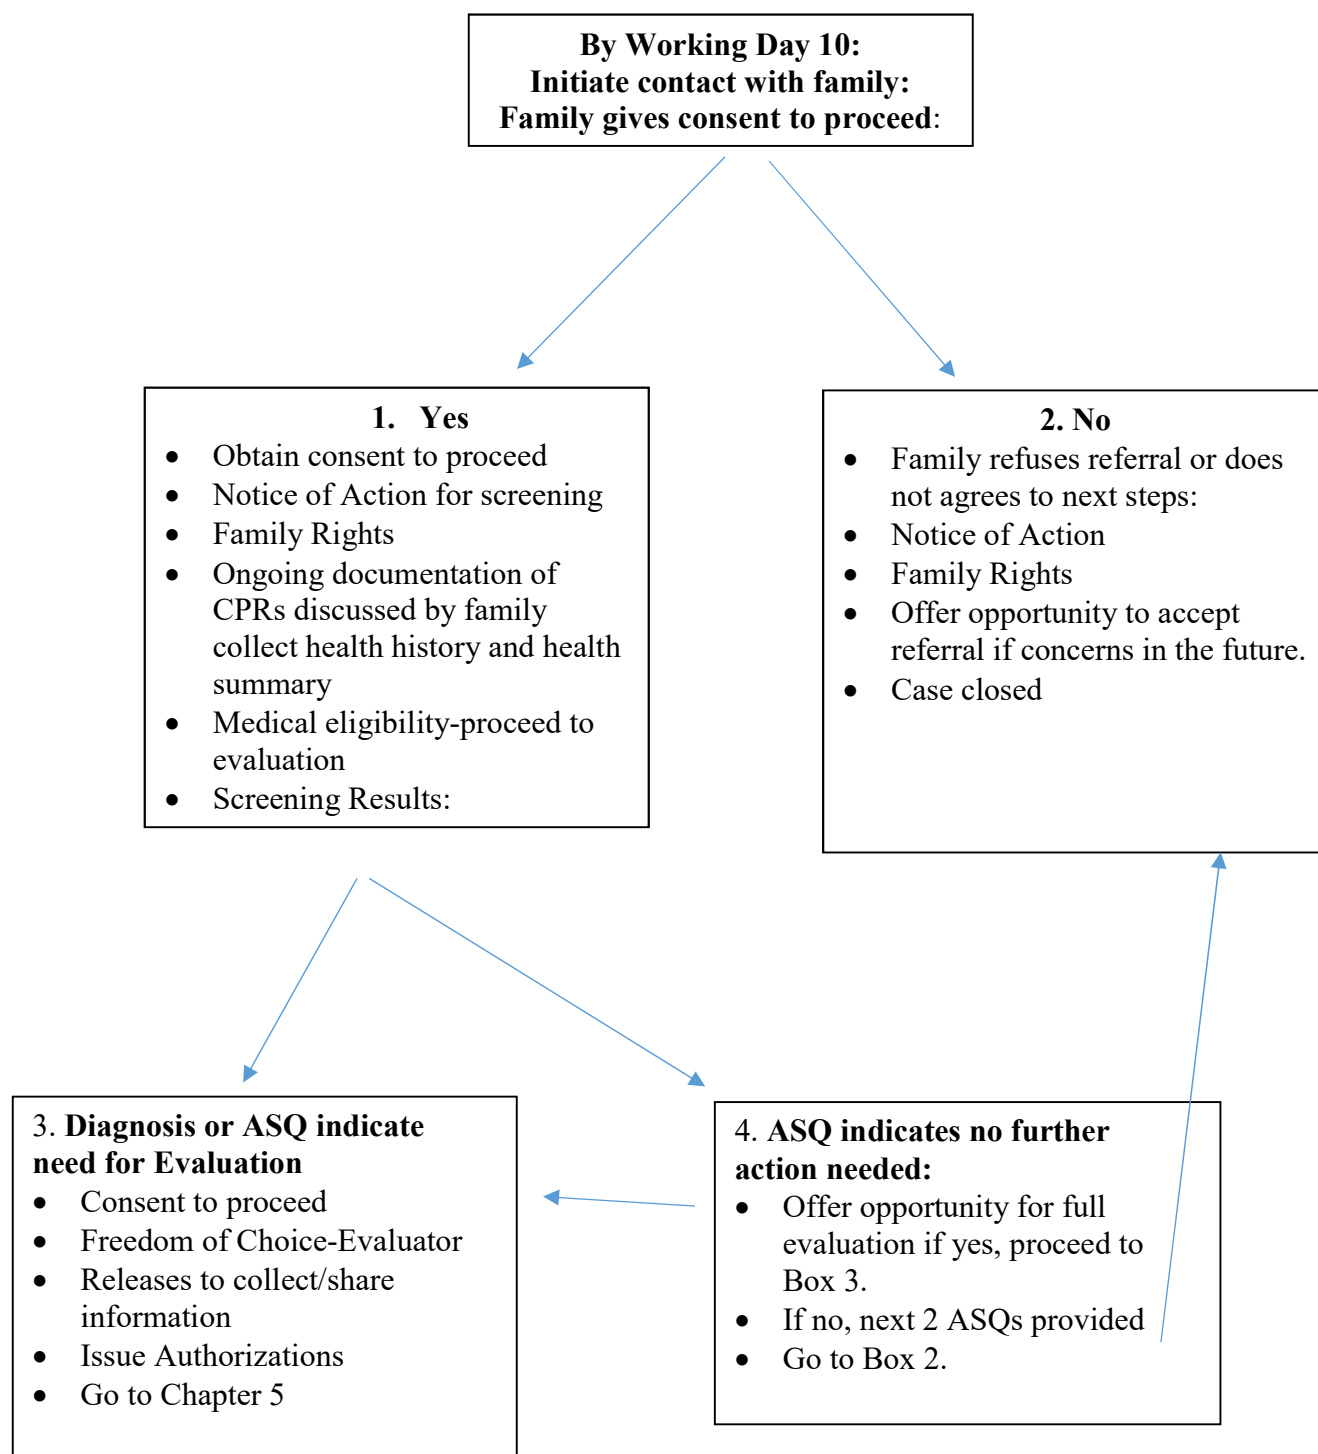 By Working Day 10:
Initiate contact with family:
Family gives consent to proceed:
1. Yes
• Obtain consent to proceed
• Notice of Action for screening
• Family Rights
• Ongoing documentation of
CPRs discussed by family
collect health history and health
summary
• Medical eligibility-proceed to
evaluation
• Screening Results:
2. No
• Family refuses referral or does
not agrees to next steps:
• Notice of Action
• Family Rights
• Offer opportunity to accept
referral if concerns in the future.
• Case closed
3. Diagnosis or ASQ indicate
need for Evaluation
• Consent to proceed
• Freedom of Choice-Evaluator
• Releases to collect/share
information
• Issue Authorizations
• Go to Chapter 5
4. ASQ indicates no further
action needed:
• Offer opportunity for full
evaluation if yes, proceed to
Box 3.
• If no, next 2 ASQs provided
• Go to Box 2.